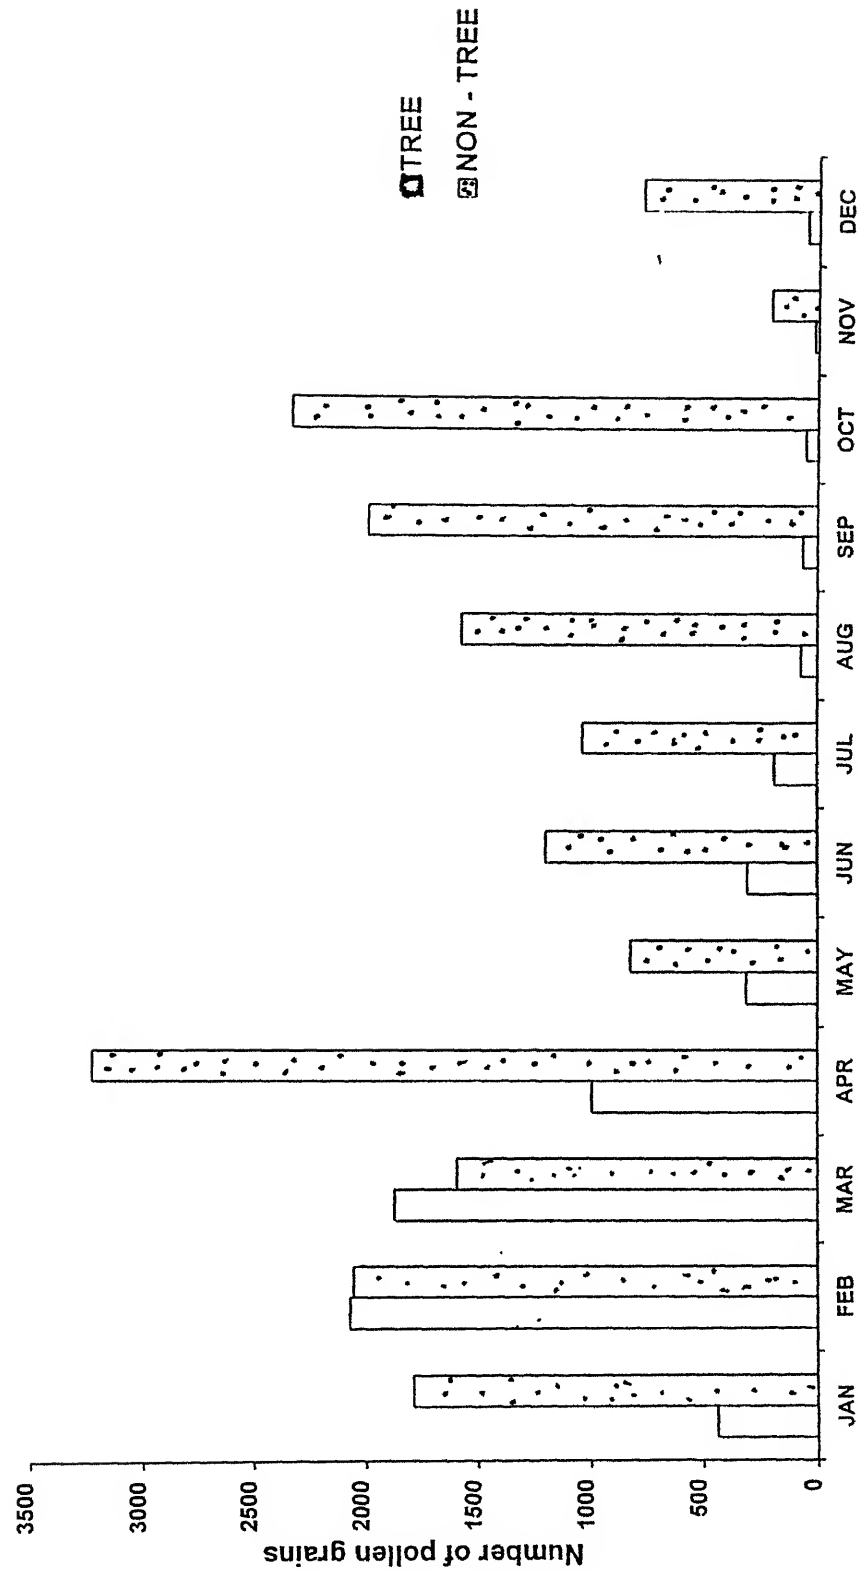 Number of pollen grains
3500
3000
2500
2000
1500
1000
500
0
JAN
FEB
MAR
APR
MAY
JUN
JUL
AUG
SEP
OCT
NOV
DEC
TREE
NON - TREE